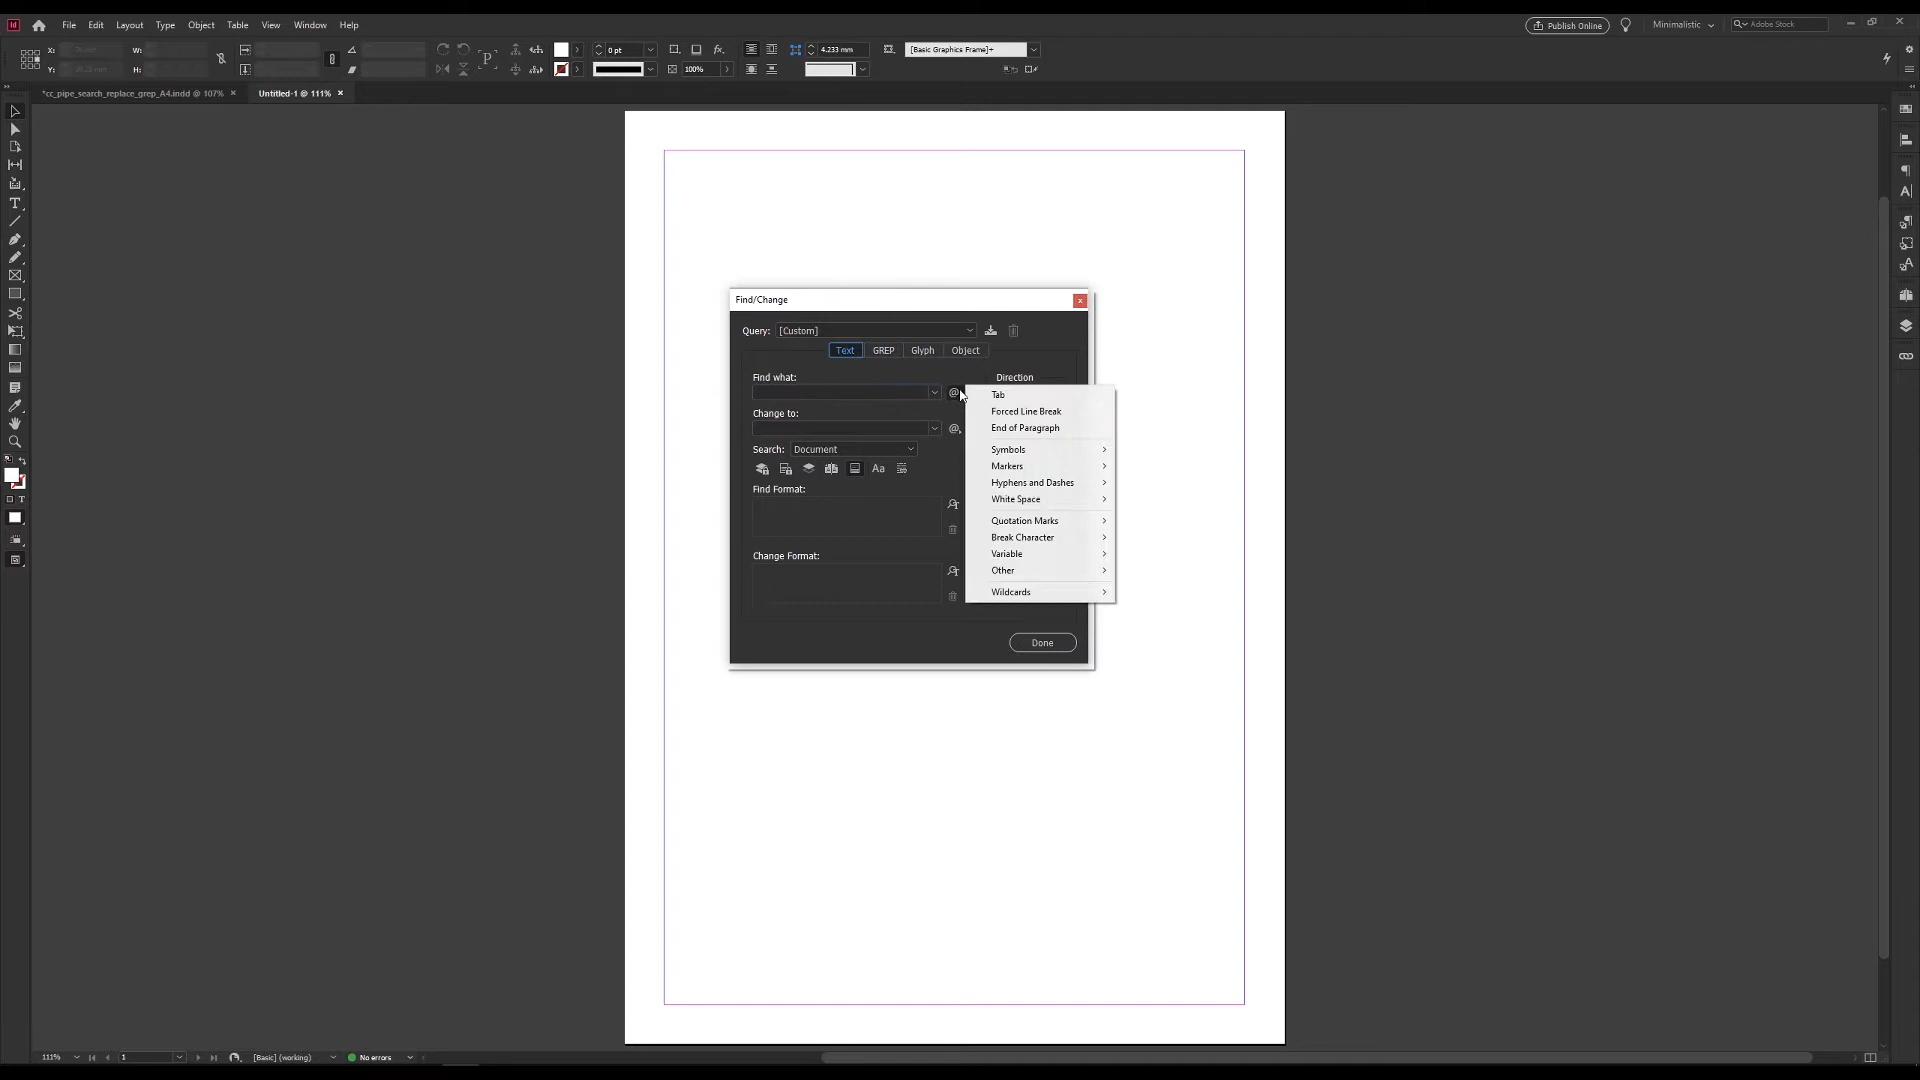 Id File Edit Layout Type Object Table View Window Help Publish Online Minimalistic Adobe Stock
X: W: 0 pt 4.233 mm [Basic Graphics Frame]+
Y: H: 100%
*cc_pipe_search_replace_grep_A4.indd @ 107% × Untitled-1 @ 111% ×
Find/Change
Query: [Custom]
Text GREP Glyph Object
Find what: Direction
Tab
Forced Line Break
Change to:
End of Paragraph
Search: Document
Symbols
Markers
Hyphens and Dashes
Find Format:
White Space
Quotation Marks
Break Character
Change Format:
Variable
Other
Wildcards
Done
111% 1 [Basic] (working) No errors